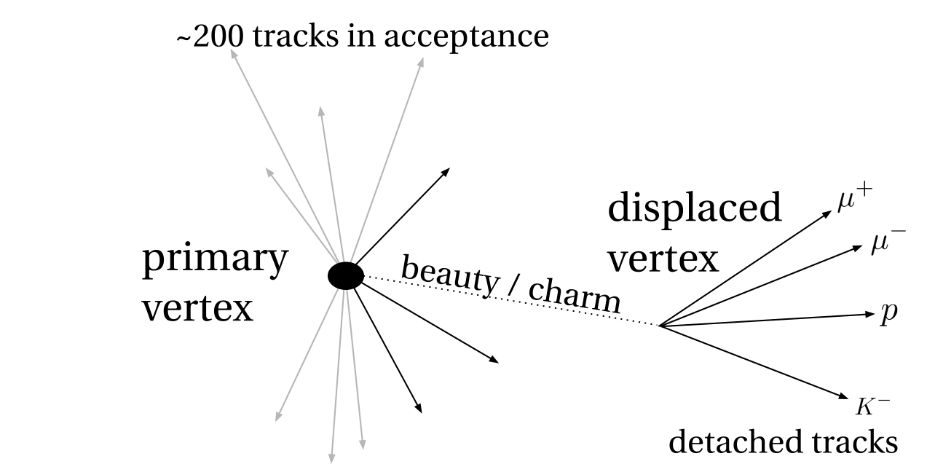 ~200 tracks in acceptance
primary
vertex
beauty / charm
displaced
vertex
μ⁺
μ⁻
p
K⁻
detached tracks